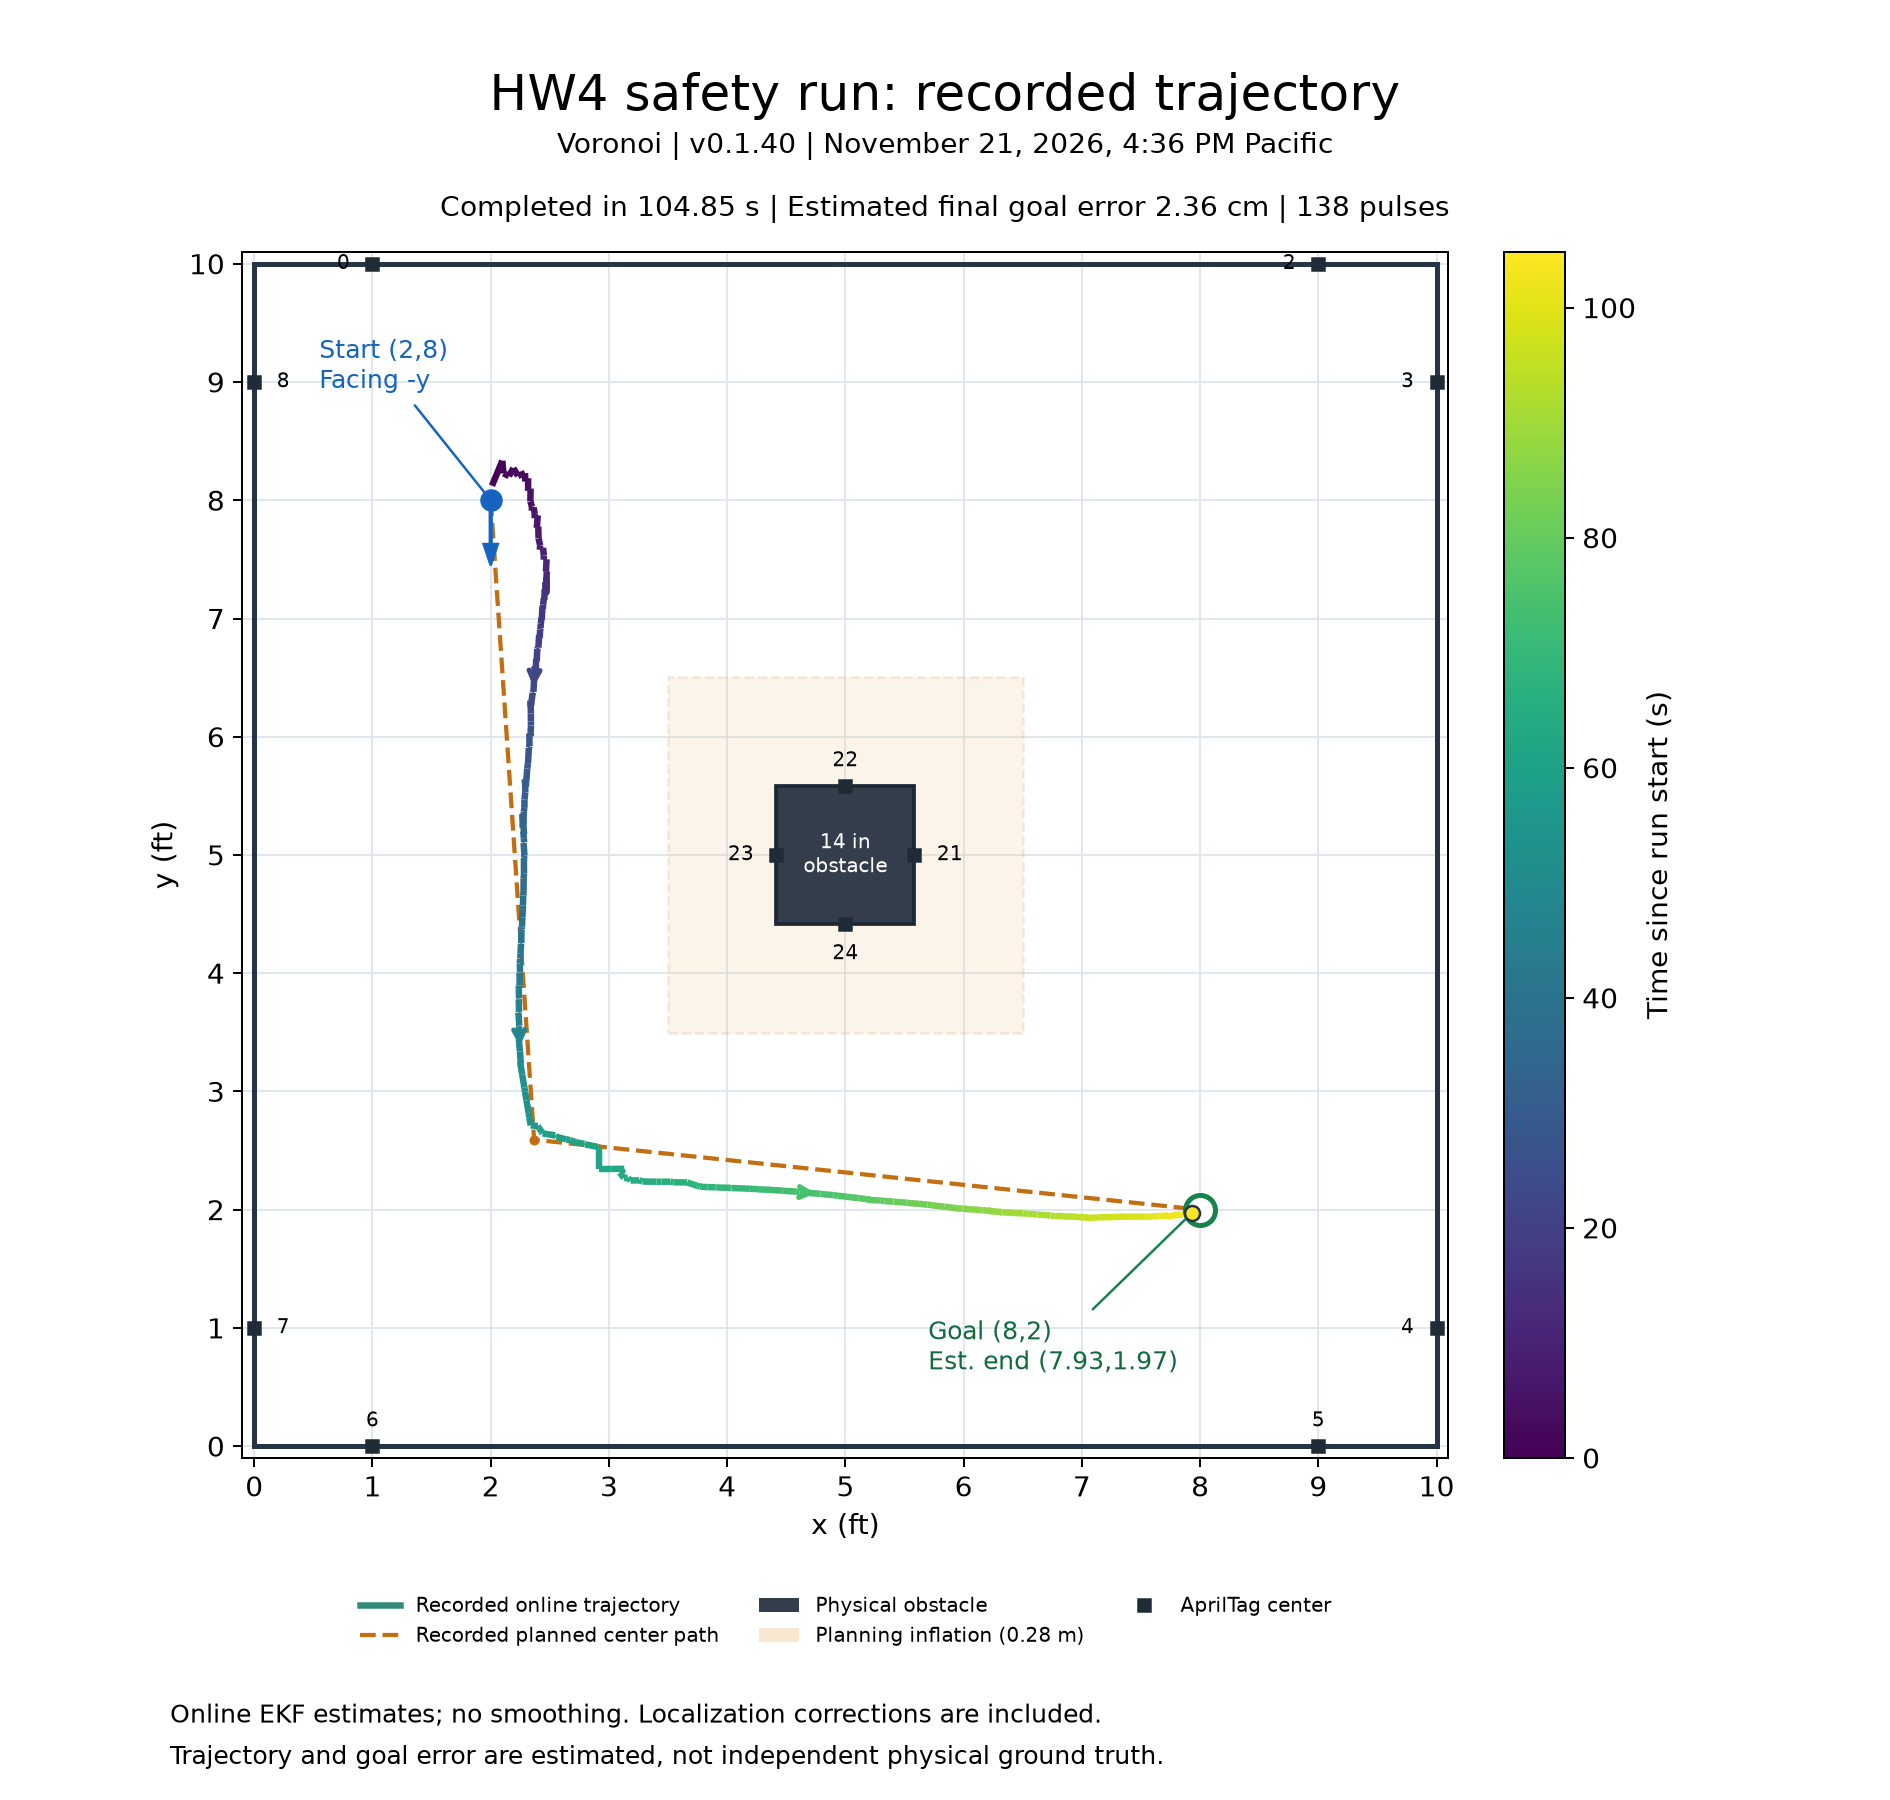 HW4 safety run: recorded trajectory
Voronoi | v0.1.40 | November 21, 2026, 4:36 PM Pacific
Completed in 104.85 s | Estimated final goal error 2.36 cm | 138 pulses
10
9
8
7
6
5
4
3
2
1
0
y (ft)
0
2
8
3
Start (2,8)
Facing -y
22
23
14 in
obstacle
21
24
7
4
Goal (8,2)
Est. end (7.93,1.97)
6
5
0 1 2 3 4 5 6 7 8 9 10
x (ft)
100
80
60
40
20
0
Time since run start (s)
Recorded online trajectory
Recorded planned center path
Physical obstacle
Planning inflation (0.28 m)
AprilTag center
Online EKF estimates; no smoothing. Localization corrections are included.
Trajectory and goal error are estimated, not independent physical ground truth.